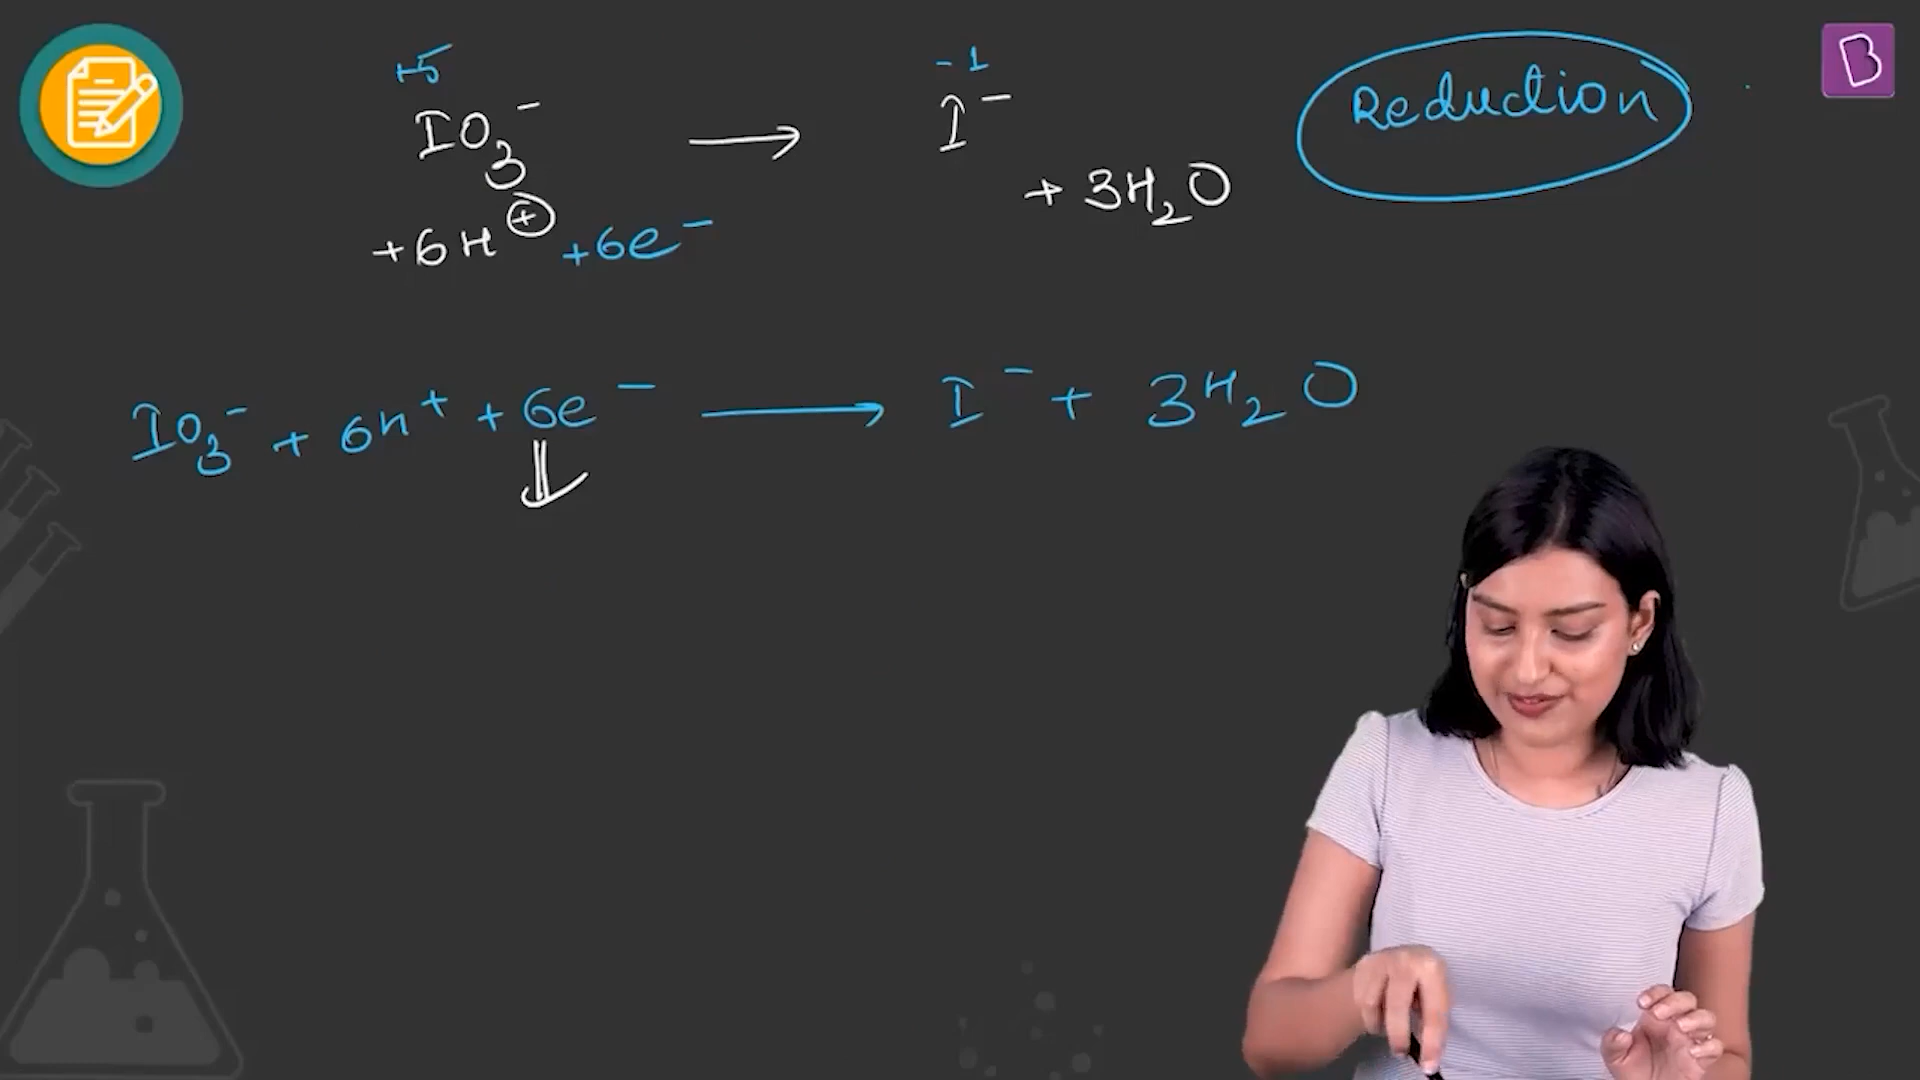 +5
-1
IO3⁻ → I⁻
Reduction
+6H⊕ +6e⁻
+ 3H2O
IO3⁻ + 6H⁺ + 6e⁻ → I⁻ + 3H2O
B